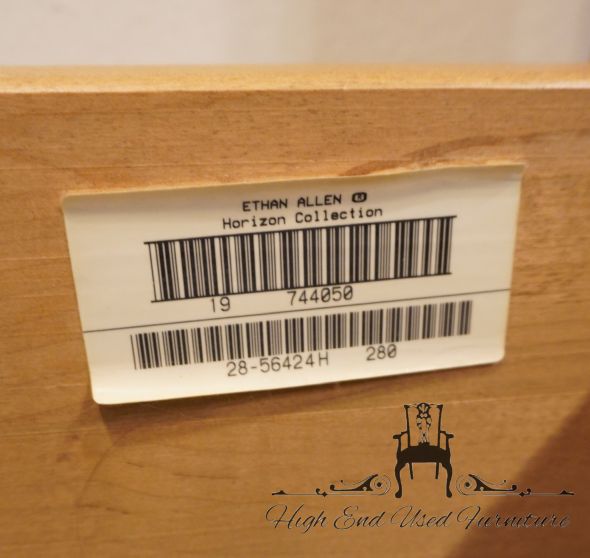 ETHAN ALLEN
Horizon Collection
19 744050
28-56424H 280
High End Used Furniture